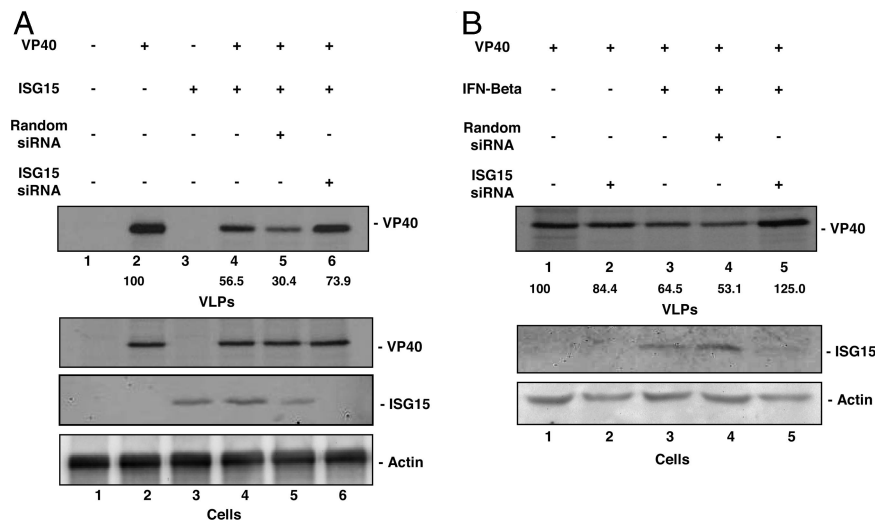 A
VP40 - + - + + +
ISG15 - - + + + +
Random
siRNA - - - - + -
ISG15
siRNA - - - - - +
- VP40
1 2 3 4 5 6
100 56.5 30.4 73.9
VLPs
- VP40
- ISG15
- Actin
1 2 3 4 5 6
Cells
B
VP40 + + + + +
IFN-Beta - - + + +
Random
siRNA - - - + -
ISG15
siRNA - + - - +
- VP40
1 2 3 4 5
100 84.4 64.5 53.1 125.0
VLPs
- ISG15
- Actin
1 2 3 4 5
Cells